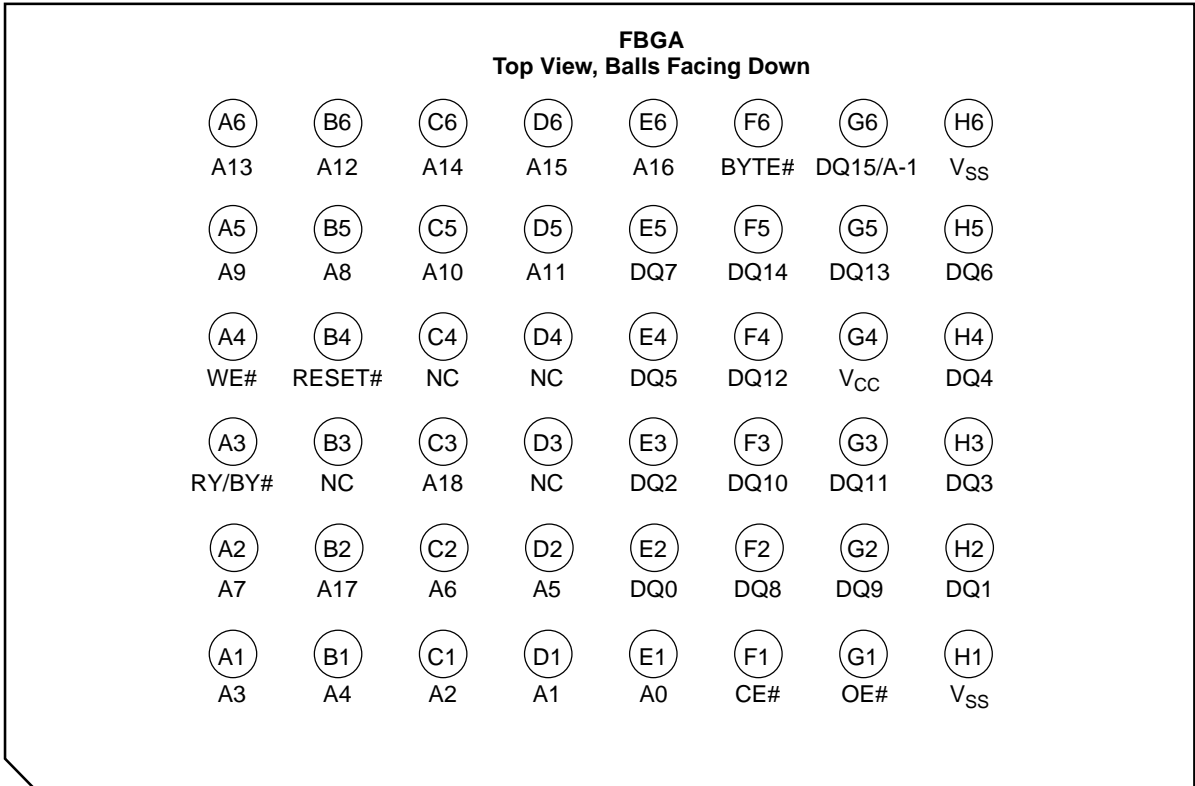 FBGA
Top View, Balls Facing Down
A6 B6 C6 D6 E6 F6 G6 H6
A13 A12 A14 A15 A16 BYTE# DQ15/A-1 VSS
A5 B5 C5 D5 E5 F5 G5 H5
A9 A8 A10 A11 DQ7 DQ14 DQ13 DQ6
A4 B4 C4 D4 E4 F4 G4 H4
WE# RESET# NC NC DQ5 DQ12 VCC DQ4
A3 B3 C3 D3 E3 F3 G3 H3
RY/BY# NC A18 NC DQ2 DQ10 DQ11 DQ3
A2 B2 C2 D2 E2 F2 G2 H2
A7 A17 A6 A5 DQ0 DQ8 DQ9 DQ1
A1 B1 C1 D1 E1 F1 G1 H1
A3 A4 A2 A1 A0 CE# OE# VSS